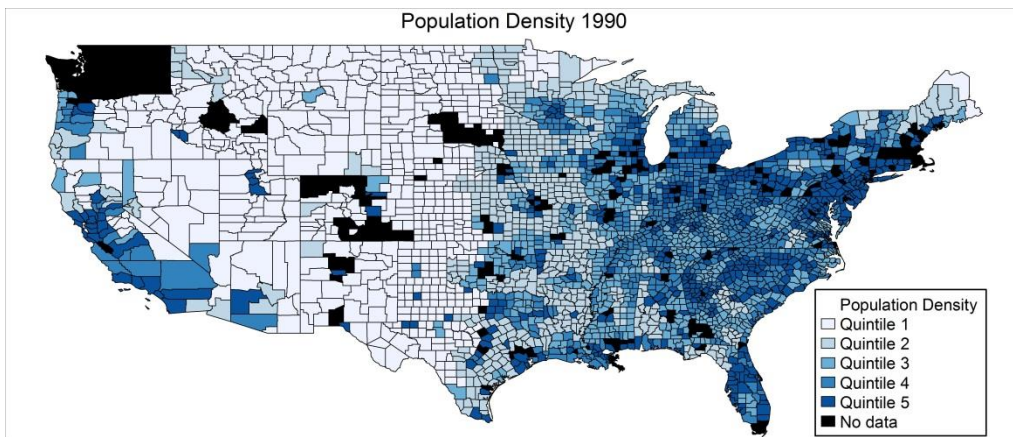 Population Density 1990
Population Density
Quintile 1
Quintile 2
Quintile 3
Quintile 4
Quintile 5
No data